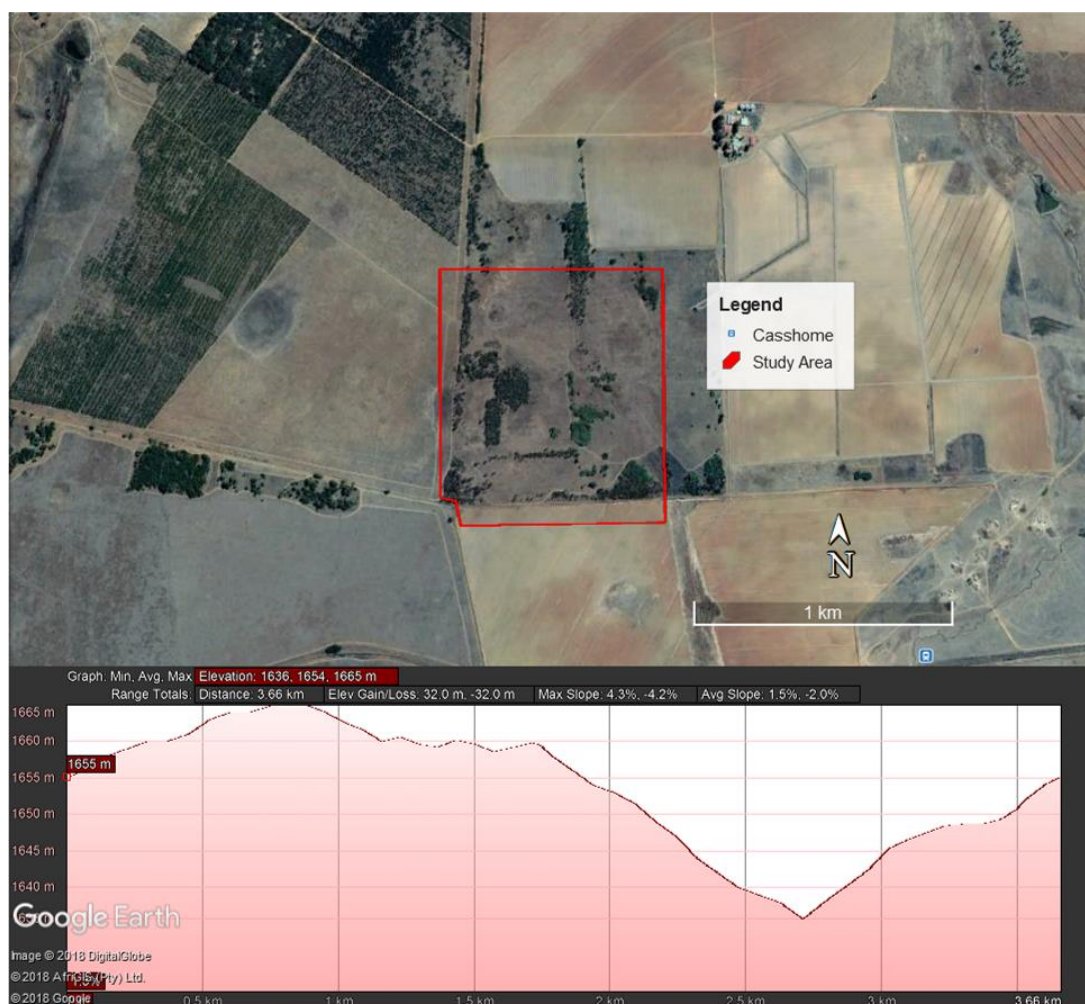 Legend
Casshome
Study Area
N
1 km
Graph: Min, Avg, Max Elevation: 1636, 1654, 1665 m
Range Totals: Distance: 3.66 km Elev Gain/Loss: 32.0 m, -32.0 m Max Slope: 4.3%, -4.2% Avg Slope: 1.5%, -2.0%
1665 m
1660 m
1655 m
1655 m
1650 m
1645 m
1640 m
Google Earth
Image © 2018 DigitalGlobe
© 2018 AfriGIS (Pty) Ltd.
© 2018 Google
0.5 km 1 km 1.5 km 2 km 2.5 km 3 km 3.66 km